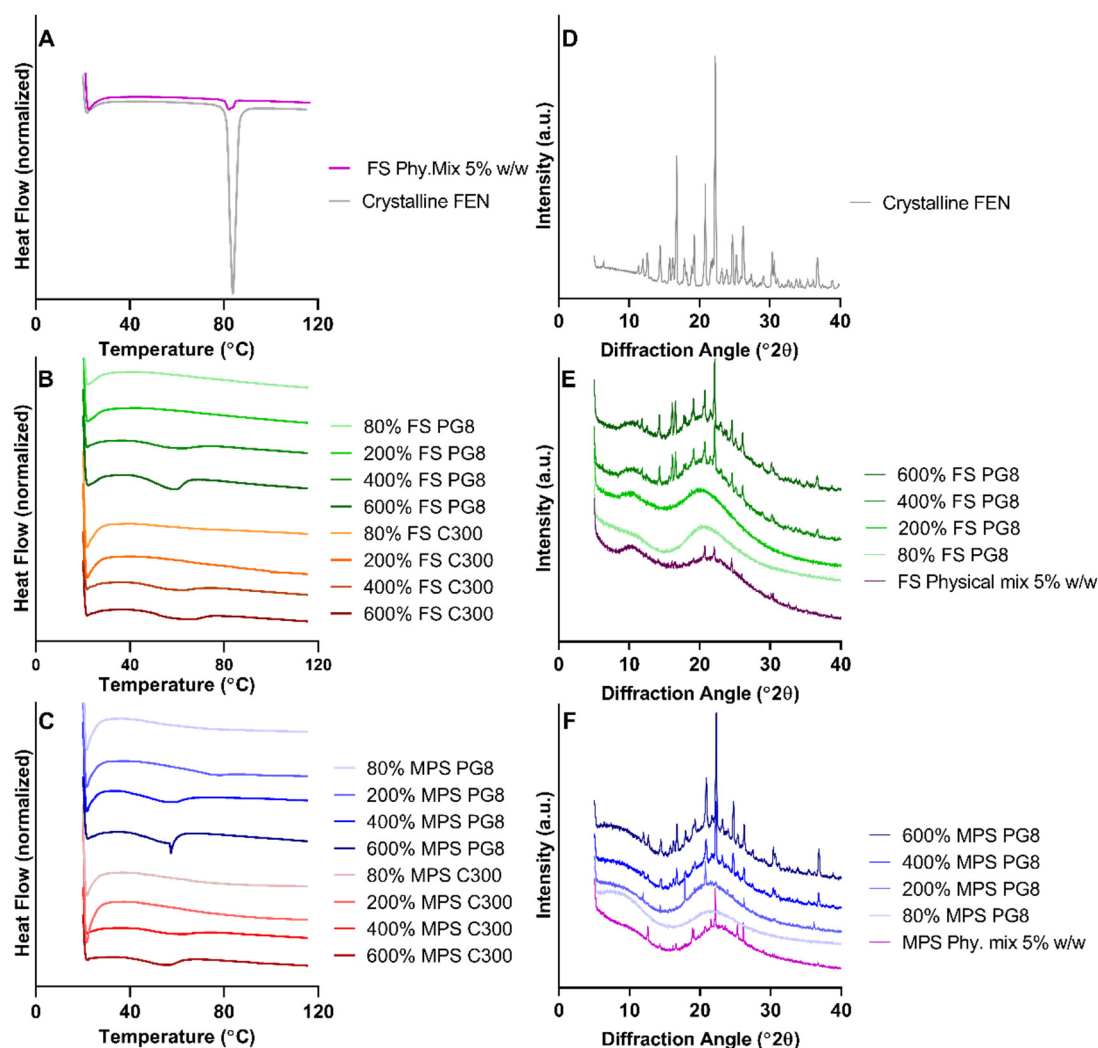 A
Heat Flow (normalized)
FS Phy.Mix 5% w/w
Crystalline FEN
0
40
80
120
Temperature (°C)
D
Intensity (a.u.)
Crystalline FEN
0
10
20
30
40
Diffraction Angle (°2θ)
B
Heat Flow (normalized)
80% FS PG8
200% FS PG8
400% FS PG8
600% FS PG8
80% FS C300
200% FS C300
400% FS C300
600% FS C300
0
40
80
120
Temperature (°C)
E
Intensity (a.u.)
600% FS PG8
400% FS PG8
200% FS PG8
80% FS PG8
FS Physical mix 5% w/w
0
10
20
30
40
Diffraction Angle (°2θ)
C
Heat Flow (normalized)
80% MPS PG8
200% MPS PG8
400% MPS PG8
600% MPS PG8
80% MPS C300
200% MPS C300
400% MPS C300
600% MPS C300
0
40
80
120
Temperature (°C)
F
Intensity (a.u.)
600% MPS PG8
400% MPS PG8
200% MPS PG8
80% MPS PG8
MPS Phy. mix 5% w/w
0
10
20
30
40
Diffraction Angle (°2θ)